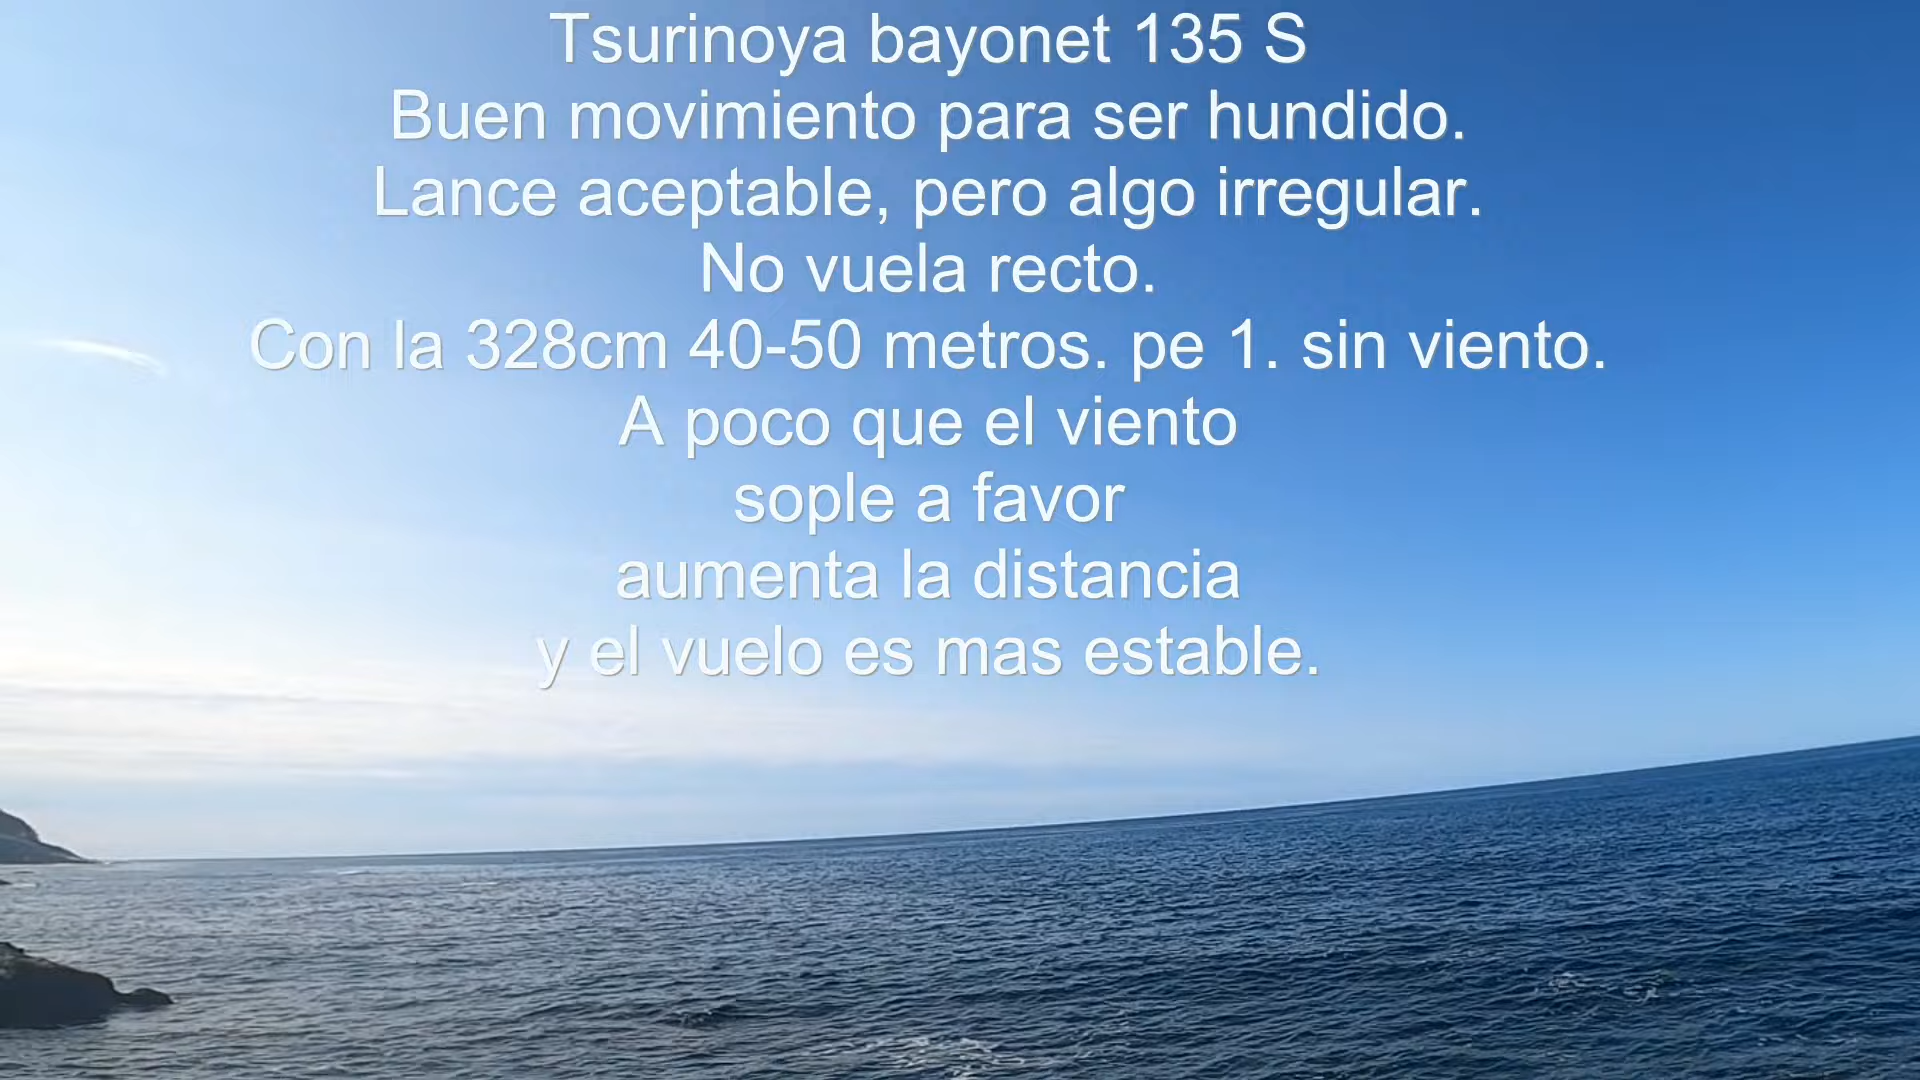 Tsurinoya bayonet 135 S
Buen movimiento para ser hundido.
Lance aceptable, pero algo irregular.
No vuela recto.
Con la 328cm 40-50 metros. pe 1. sin viento.
A poco que el viento
sople a favor
aumenta la distancia
y el vuelo es mas estable.